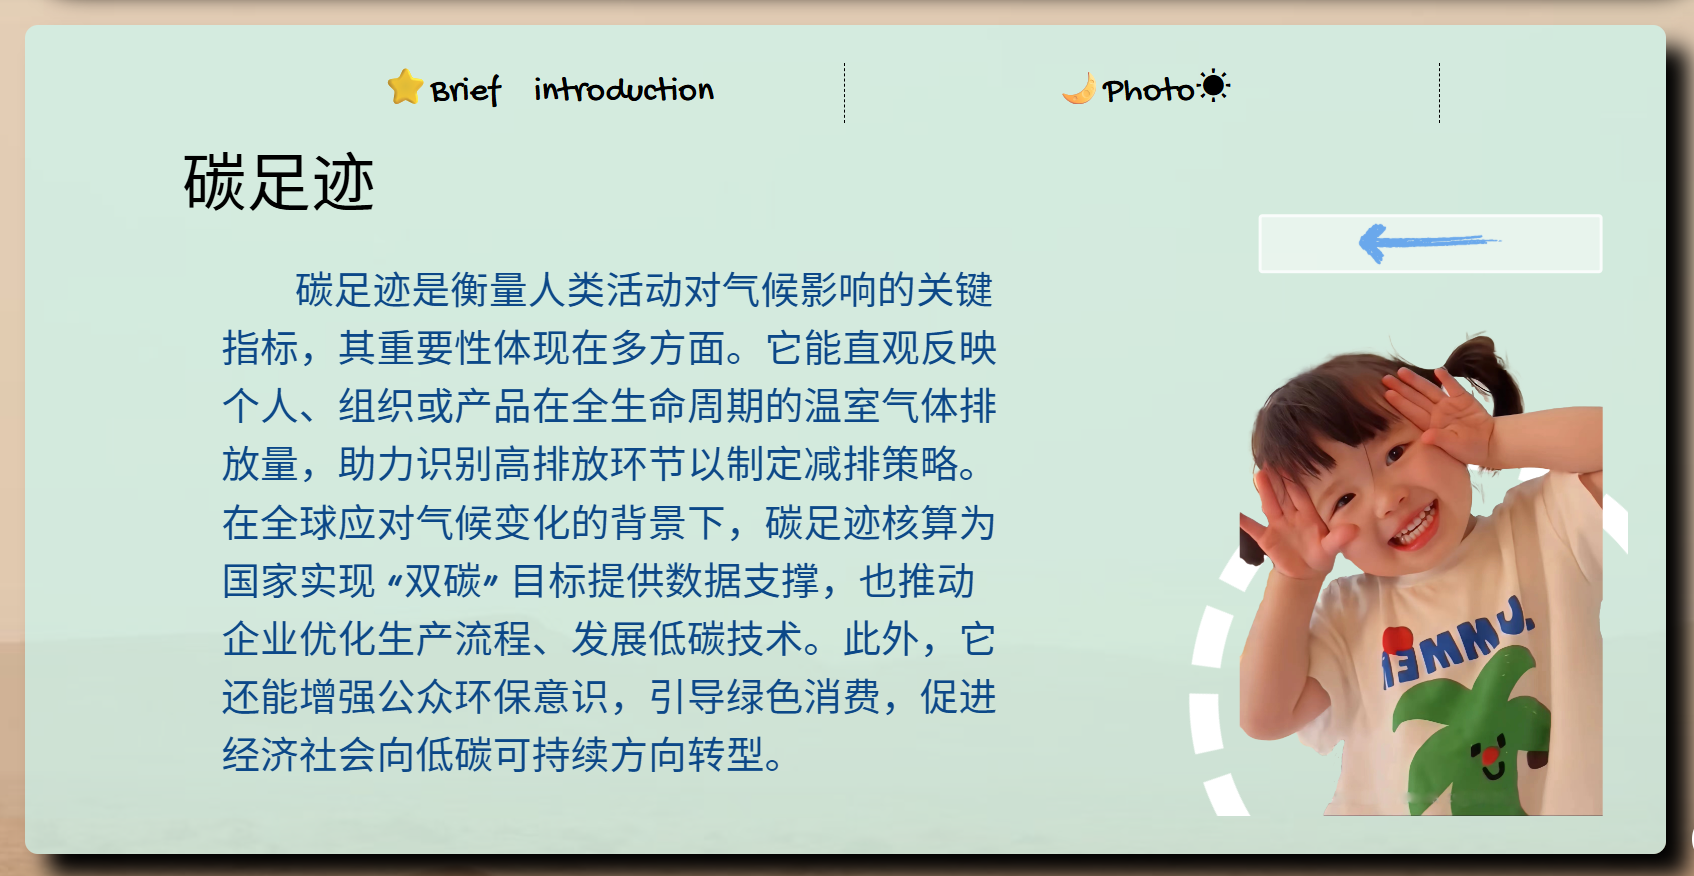 ⭐Brief introduction
🌛Photo☀
碳足迹
碳足迹是衡量人类活动对气候影响的关键
指标，其重要性体现在多方面。它能直观反映
个人、组织或产品在全生命周期的温室气体排
放量，助力识别高排放环节以制定减排策略。
在全球应对气候变化的背景下，碳足迹核算为
国家实现“双碳”目标提供数据支撑，也推动
企业优化生产流程、发展低碳技术。此外，它
还能增强公众环保意识，引导绿色消费，促进
经济社会向低碳可持续方向转型。